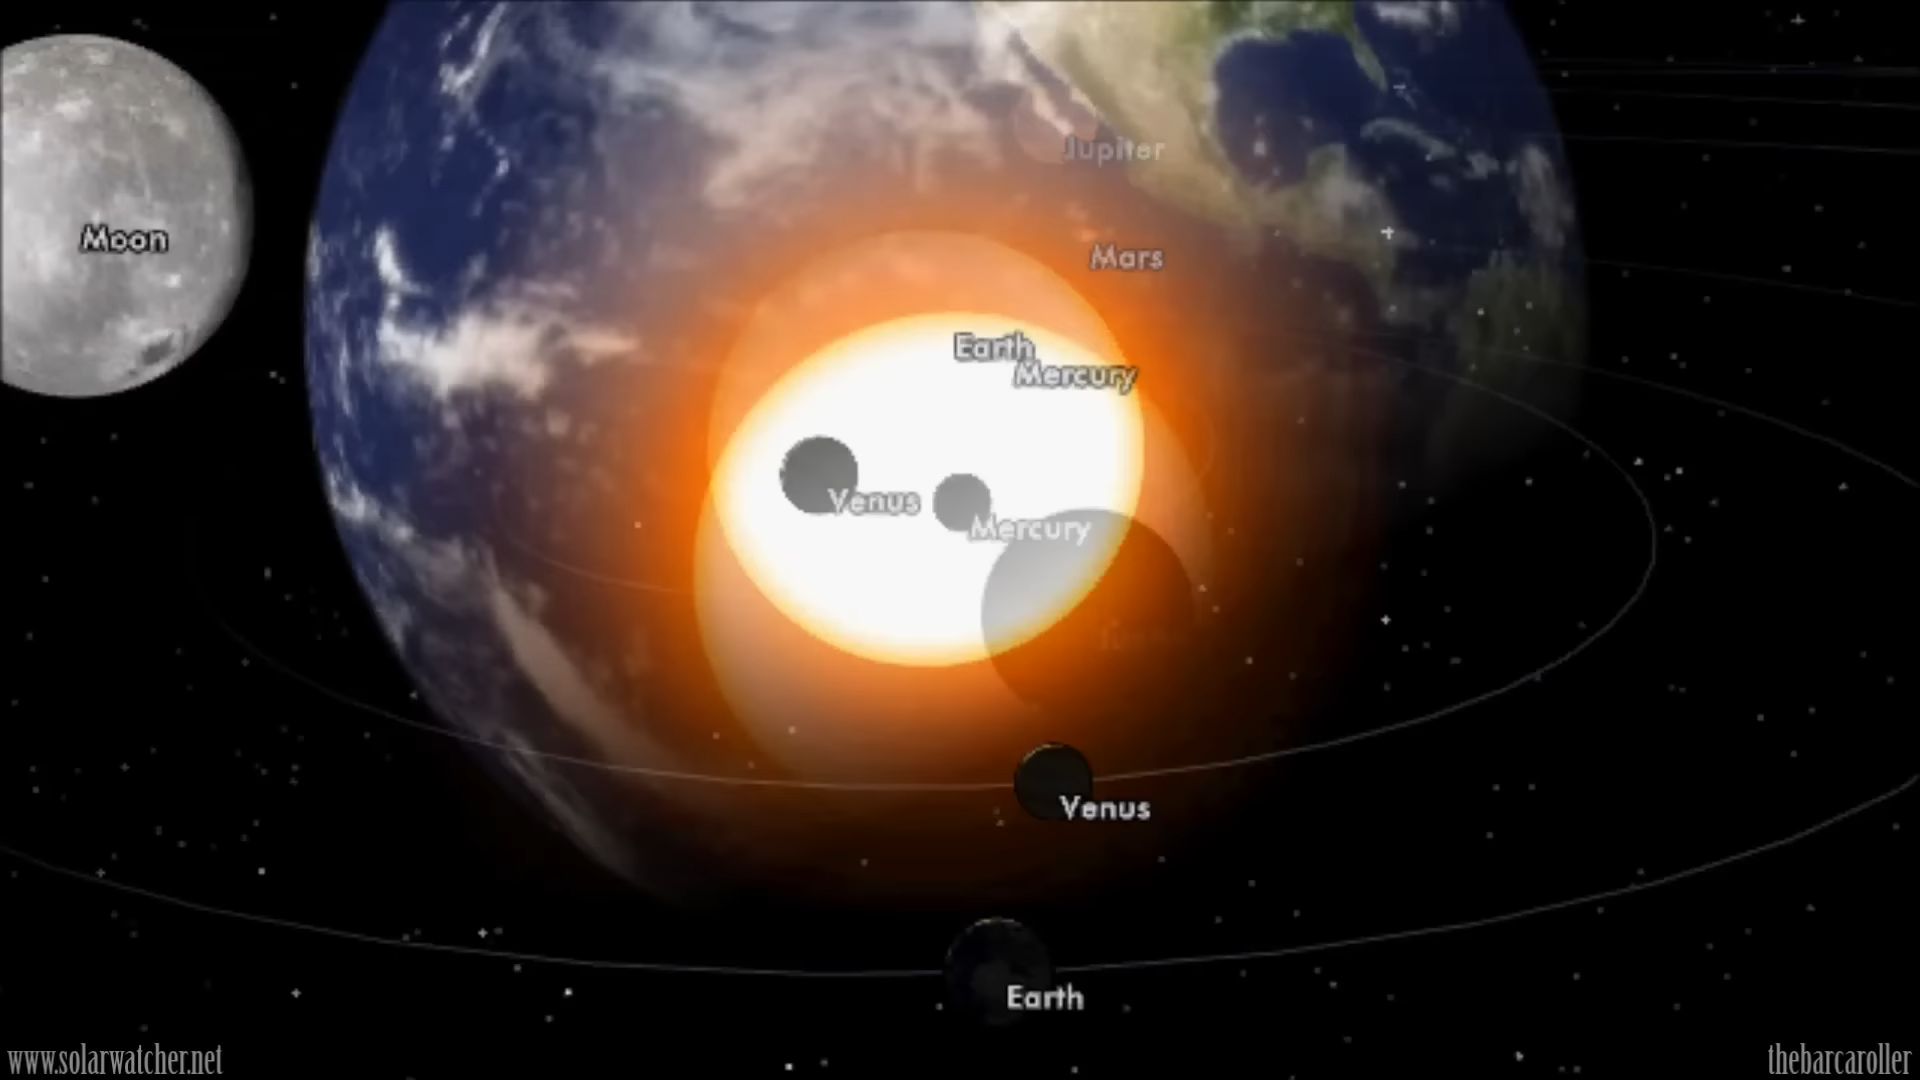 Jupiter
Moon
Mars
Earth
Mercury
Venus
Mercury
Venus
Earth
www.solarwatcher.net
thebarcaroller